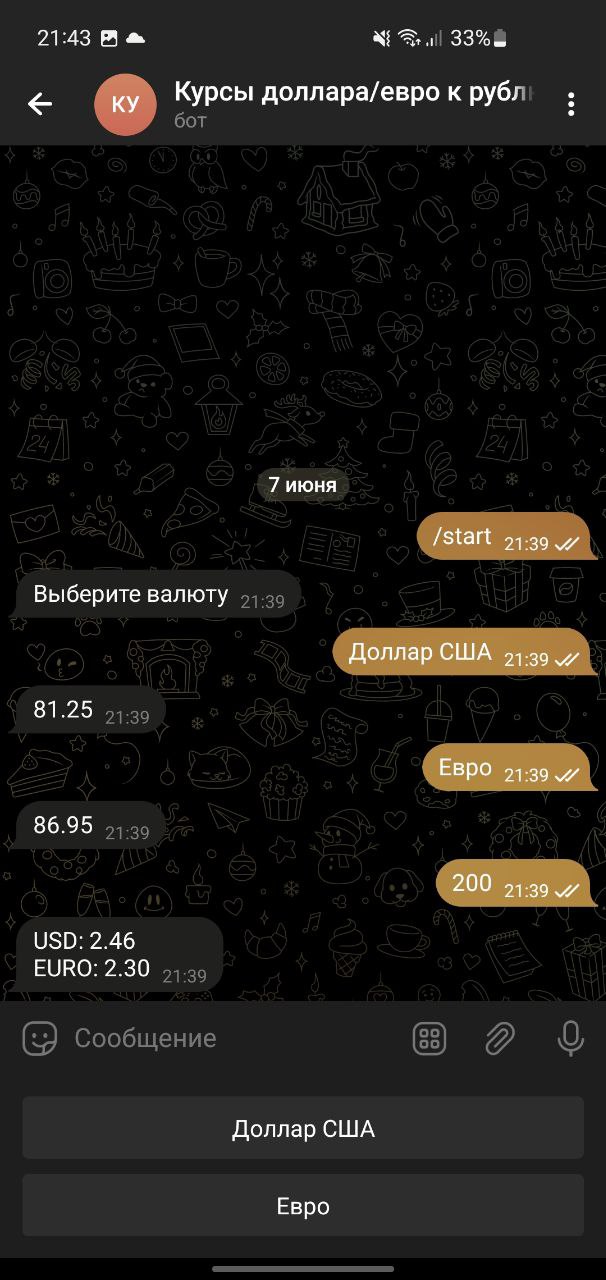 21:43
33%
КУ
Курсы доллара/евро к рубл
бот
24
24
7 июня
/start 21:39
Выберите валюту 21:39
Доллар США 21:39
81.25 21:39
Евро 21:39
86.95 21:39
200 21:39
USD: 2.46
EURO: 2.30 21:39
Сообщение
Доллар США
Евро